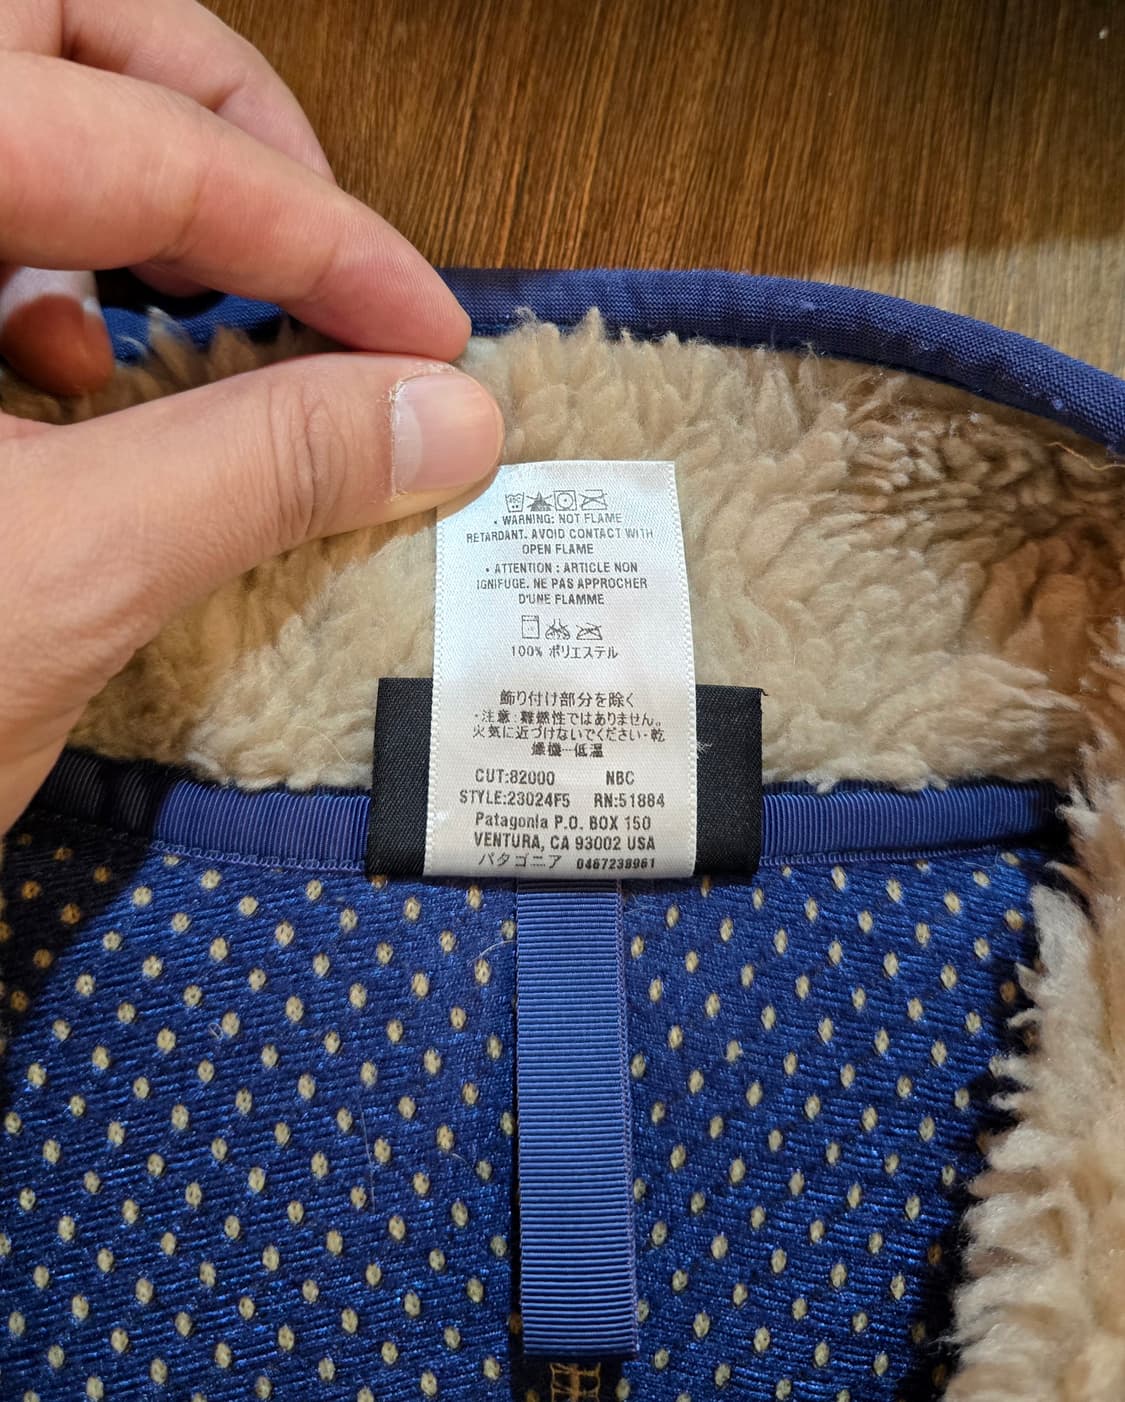 • WARNING: NOT FLAME
RETARDANT. AVOID CONTACT WITH
OPEN FLAME
• ATTENTION : ARTICLE NON
IGNIFUGE. NE PAS APPROCHER
D'UNE FLAMME
100% ポリエステル
飾り付け部分を除く
・注意:難燃性ではありません。
火気に近づけないでください・乾
燥機−低温
CUT:82000 NBC
STYLE:23024F5 RN:51884
Patagonia P.O. BOX 150
VENTURA, CA 93002 USA
パタゴニア 0467238961